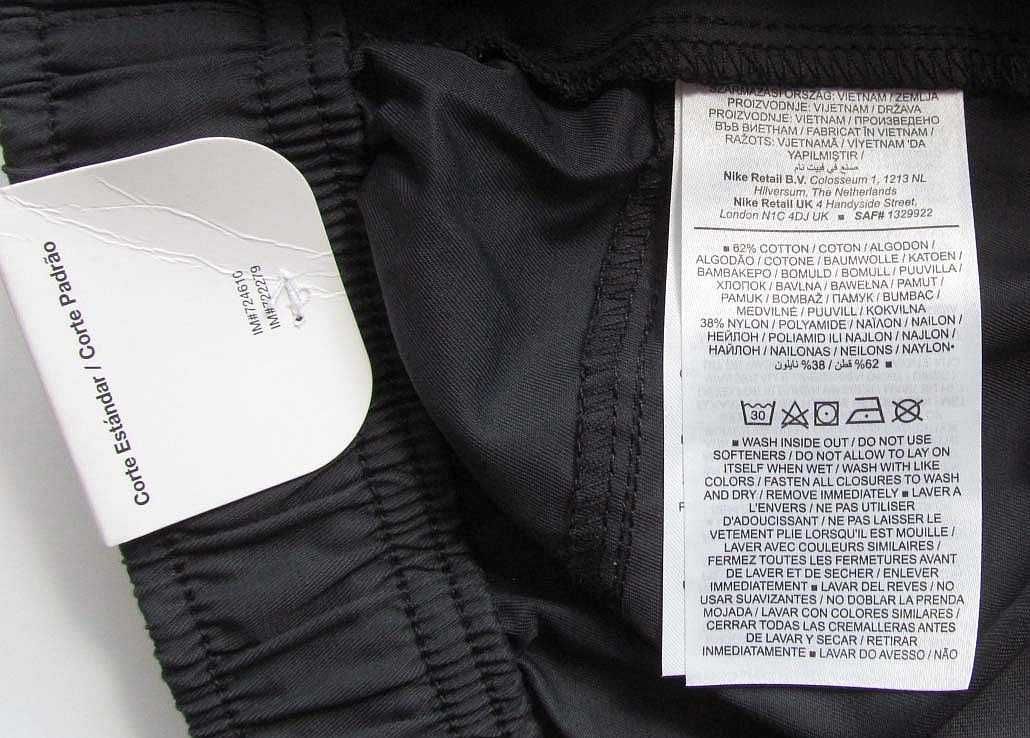 Corte Estándar / Corte Padrão
IM#724610
IM#722279
SZÁRMAZÁSI ORSZÁG: VIETNAM / ZEMLJA
PROIZVODNJE: VIJETNAM / DRŽAVA
PROIZVODNJE: VIETNAM / ПРОИЗВЕДЕНО
ВЪВ ВИЕТНАМ / FABRICAT ÎN VIETNAM /
RAŽOTS: VJETNAMĀ / VİYETNAM 'DA
YAPILMIŞTIR /
صنع في فييت نام
Nike Retail B.V. Colosseum 1, 1213 NL
Hilversum, The Netherlands
Nike Retail UK 4 Handyside Street,
London N1C 4DJ UK ■ SAF# 1329922
■ 62% COTTON / COTON / ALGODON /
ALGODÃO / COTONE / BAUMWOLLE / KATOEN /
ΒΑΜΒΑΚΕΡΟ / BOMULD / BOMULL / PUUVILLA /
ХЛОПОК / BAVLNA / BAWEŁNA / PAMUT /
PAMUK / BOMBAŽ / ПАМУК / BUMBAC /
MEDVILNĖ / PUUVILL / KOKVILNA
38% NYLON / POLYAMIDE / ΝΑΪΛΟΝ / NAILON /
НЕЙЛОН / POLIAMID ILI NAJLON / NAJLON /
НАЙЛОН / NAILONAS / NEILONS / NAYLON*
62% قطن / 38% نايلون ■
30
■ WASH INSIDE OUT / DO NOT USE
SOFTENERS / DO NOT ALLOW TO LAY ON
ITSELF WHEN WET / WASH WITH LIKE
COLORS / FASTEN ALL CLOSURES TO WASH
AND DRY / REMOVE IMMEDIATELY ■ LAVER A
L'ENVERS / NE PAS UTILISER
D'ADOUCISSANT / NE PAS LAISSER LE
VETEMENT PLIE LORSQU'IL EST MOUILLE /
LAVER AVEC COULEURS SIMILAIRES /
FERMEZ TOUTES LES FERMETURES AVANT
DE LAVER ET DE SECHER / ENLEVER
IMMEDIATEMENT ■ LAVAR DEL REVES / NO
USAR SUAVIZANTES / NO DOBLAR LA PRENDA
MOJADA / LAVAR CON COLORES SIMILARES /
CERRAR TODAS LAS CREMALLERAS ANTES
DE LAVAR Y SECAR / RETIRAR
INMEDIATAMENTE ■ LAVAR DO AVESSO / NÃO